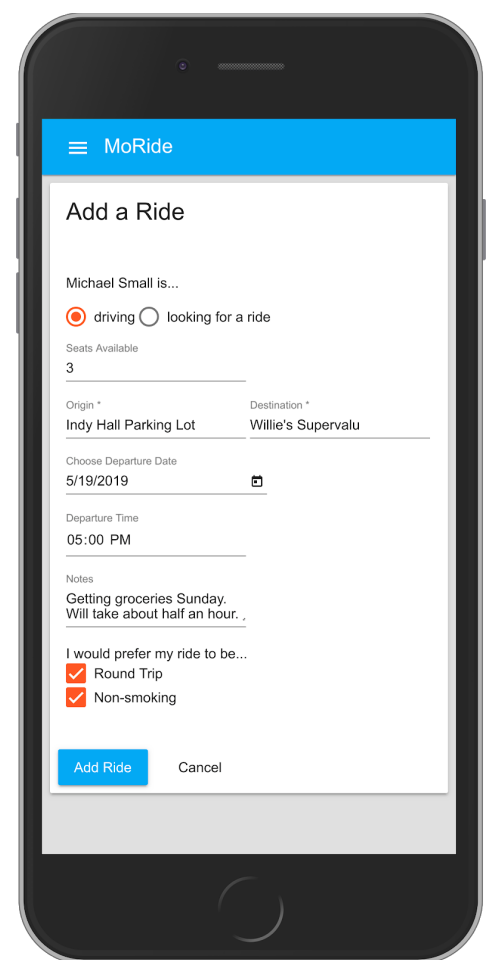 MoRide
Add a Ride
Michael Small is...
driving looking for a ride
Seats Available
3
Origin * Destination *
Indy Hall Parking Lot Willie's Supervalu
Choose Departure Date
5/19/2019
Departure Time
05:00 PM
Notes
Getting groceries Sunday.
Will take about half an hour.
I would prefer my ride to be...
Round Trip
Non-smoking
Add Ride Cancel